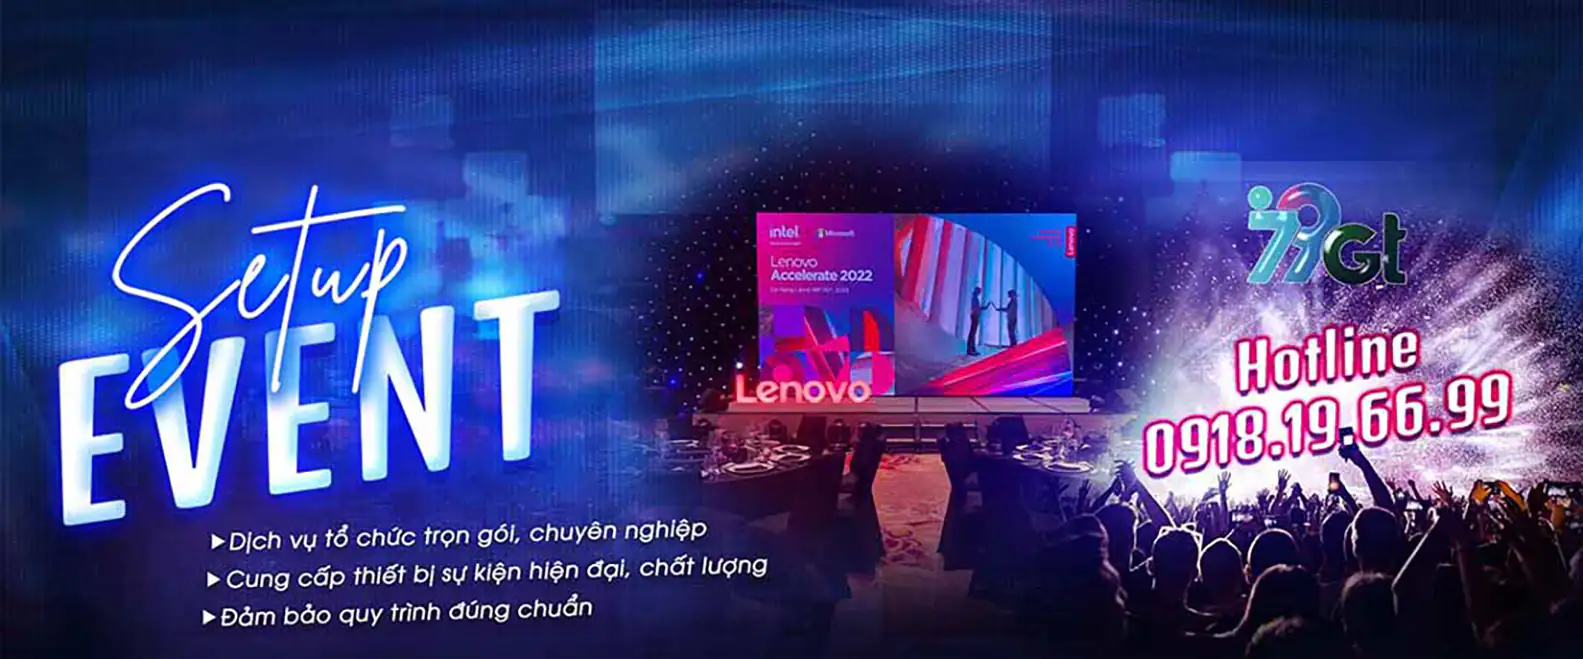 Setup
EVENT
Dịch vụ tổ chức trọn gói, chuyên nghiệp
Cung cấp thiết bị sự kiện hiện đại, chất lượng
Đảm bảo quy trình đúng chuẩn
intel
Microsoft
Lenovo
Accelerate 2022
Lenovo
Lenovo
Hotline
0918.19.66.99